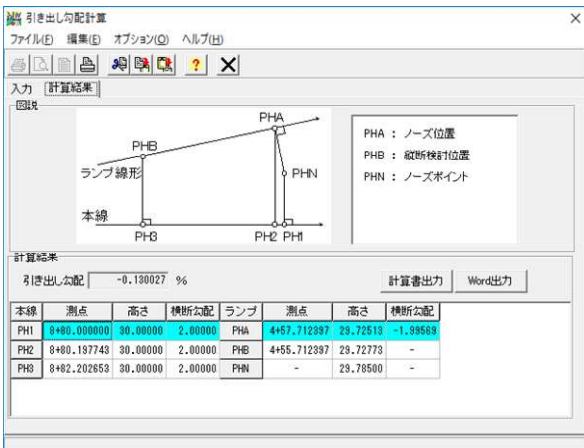 引き出し勾配計算
ファイル(F) 編集(E) オプション(O) ヘルプ(H)
入力 計算結果
図説
PHA
PHB
ランプ線形
PHN
本線
PH3 PH2 PH1
PHA : ノーズ位置
PHB : 縦断検討位置
PHN : ノーズポイント
計算結果
引き出し勾配 -0.130027 %
計算書出力 Word出力
本線 測点 高さ 横断勾配 ランプ 測点 高さ 横断勾配
PH1 8+80.000000 30.00000 2.00000 PHA 4+57.712397 29.72513 -1.99569
PH2 8+80.197743 30.00000 2.00000 PHB 4+55.712397 29.72773 -
PH3 8+82.202653 30.00000 2.00000 PHN - 29.78500 -